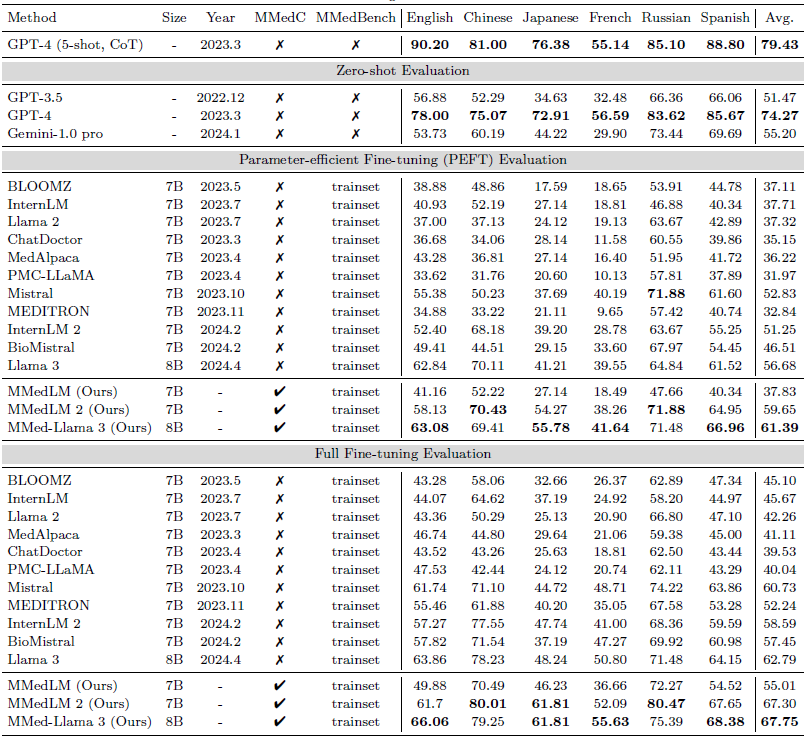 Method Size Year MMedC MMedBench English Chinese Japanese French Russian Spanish Avg.
GPT-4 (5-shot, CoT) - 2023.3 ✗ ✗ 90.20 81.00 76.38 55.14 85.10 88.80 79.43
Zero-shot Evaluation
GPT-3.5 - 2022.12 ✗ ✗ 56.88 52.29 34.63 32.48 66.36 66.06 51.47
GPT-4 - 2023.3 ✗ ✗ 78.00 75.07 72.91 56.59 83.62 85.67 74.27
Gemini-1.0 pro - 2024.1 ✗ ✗ 53.73 60.19 44.22 29.90 73.44 69.69 55.20
Parameter-efficient Fine-tuning (PEFT) Evaluation
BLOOMZ 7B 2023.5 ✗ trainset 38.88 48.86 17.59 18.65 53.91 44.78 37.11
InternLM 7B 2023.7 ✗ trainset 40.93 52.19 27.14 18.81 46.88 40.34 37.71
Llama 2 7B 2023.7 ✗ trainset 37.00 37.13 24.12 19.13 63.67 42.89 37.32
ChatDoctor 7B 2023.3 ✗ trainset 36.68 34.06 28.14 11.58 60.55 39.86 35.15
MedAlpaca 7B 2023.4 ✗ trainset 43.28 36.81 27.14 16.40 51.95 41.72 36.22
PMC-LLaMA 7B 2023.4 ✗ trainset 33.62 31.76 20.60 10.13 57.81 37.89 31.97
Mistral 7B 2023.10 ✗ trainset 55.38 50.23 37.69 40.19 71.88 61.60 52.83
MEDITRON 7B 2023.11 ✗ trainset 34.88 33.22 21.11 9.65 57.42 40.74 32.84
InternLM 2 7B 2024.2 ✗ trainset 52.40 68.18 39.20 28.78 63.67 55.25 51.25
BioMistral 7B 2024.2 ✗ trainset 49.41 44.51 29.15 33.60 67.97 54.45 46.51
Llama 3 8B 2024.4 ✗ trainset 62.84 70.11 41.21 39.55 64.84 61.52 56.68
MMedLM (Ours) 7B - ✔ trainset 41.16 52.22 27.14 18.49 47.66 40.34 37.83
MMedLM 2 (Ours) 7B - ✔ trainset 58.13 70.43 54.27 38.26 71.88 64.95 59.65
MMed-Llama 3 (Ours) 8B - ✔ trainset 63.08 69.41 55.78 41.64 71.48 66.96 61.39
Full Fine-tuning Evaluation
BLOOMZ 7B 2023.5 ✗ trainset 43.28 58.06 32.66 26.37 62.89 47.34 45.10
InternLM 7B 2023.7 ✗ trainset 44.07 64.62 37.19 24.92 58.20 44.97 45.67
Llama 2 7B 2023.7 ✗ trainset 43.36 50.29 25.13 20.90 66.80 47.10 42.26
MedAlpaca 7B 2023.3 ✗ trainset 46.74 44.80 29.64 21.06 59.38 45.00 41.11
ChatDoctor 7B 2023.4 ✗ trainset 43.52 43.26 25.63 18.81 62.50 43.44 39.53
PMC-LLaMA 7B 2023.4 ✗ trainset 47.53 42.44 24.12 20.74 62.11 43.29 40.04
Mistral 7B 2023.10 ✗ trainset 61.74 71.10 44.72 48.71 74.22 63.86 60.73
MEDITRON 7B 2023.11 ✗ trainset 55.46 61.88 40.20 35.05 67.58 53.28 52.24
InternLM 2 7B 2024.2 ✗ trainset 57.27 77.55 47.74 41.00 68.36 59.59 58.59
BioMistral 7B 2024.2 ✗ trainset 57.82 71.54 37.19 47.27 69.92 60.98 57.45
Llama 3 8B 2024.4 ✗ trainset 63.86 78.23 48.24 50.80 71.48 64.15 62.79
MMedLM (Ours) 7B - ✔ trainset 49.88 70.49 46.23 36.66 72.27 54.52 55.01
MMedLM 2 (Ours) 7B - ✔ trainset 61.7 80.01 61.81 52.09 80.47 67.65 67.30
MMed-Llama 3 (Ours) 8B - ✔ trainset 66.06 79.25 61.81 55.63 75.39 68.38 67.75